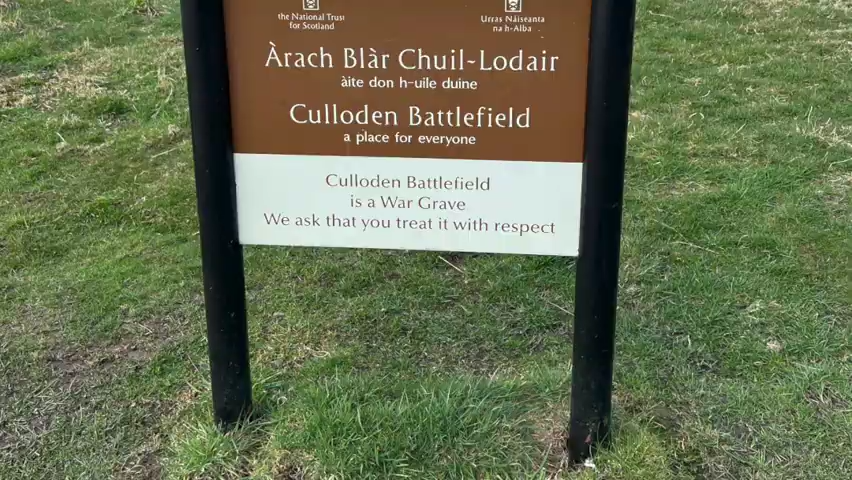 the National Trust
for Scotland
Urras Nàiseanta
na h-Alba
Àrach Blàr Chuil-Lodair
àite don h-uile duine
Culloden Battlefield
a place for everyone
Culloden Battlefield
is a War Grave
We ask that you treat it with respect